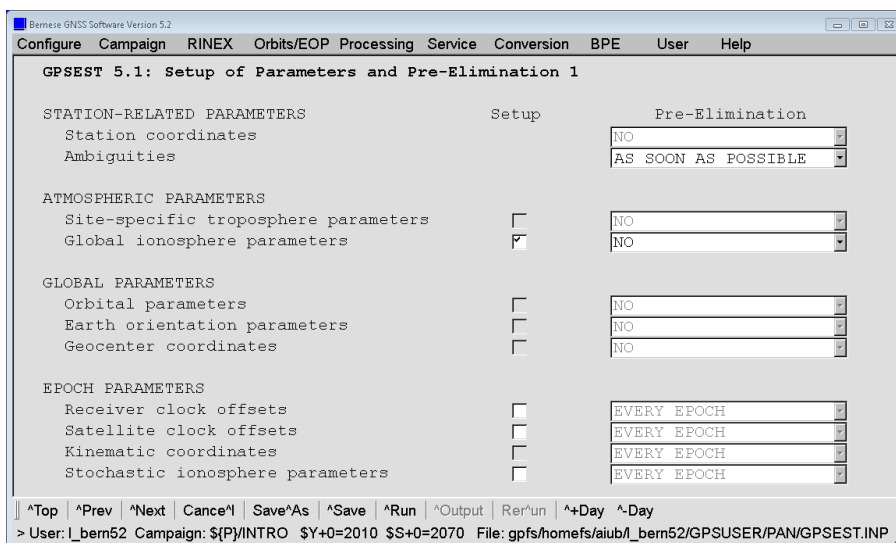 Bernese GNSS Software Version 5.2
Configure Campaign RINEX Orbits/EOP Processing Service Conversion BPE User Help
GPSEST 5.1: Setup of Parameters and Pre-Elimination 1
STATION-RELATED PARAMETERS Setup Pre-Elimination
Station coordinates NO
Ambiguities AS SOON AS POSSIBLE
ATMOSPHERIC PARAMETERS
Site-specific troposphere parameters NO
Global ionosphere parameters NO
GLOBAL PARAMETERS
Orbital parameters NO
Earth orientation parameters NO
Geocenter coordinates NO
EPOCH PARAMETERS
Receiver clock offsets EVERY EPOCH
Satellite clock offsets EVERY EPOCH
Kinematic coordinates EVERY EPOCH
Stochastic ionosphere parameters EVERY EPOCH
^Top | ^Prev | ^Next | Cance^l | Save^As | ^Save | ^Run | ^Output | Rer^un | ^+Day ^-Day
> User: l_bern52 Campaign: ${P}/INTRO $Y+0=2010 $S+0=2070 File: gpfs/homefs/aiub/l_bern52/GPSUSER/PAN/GPSEST.INP